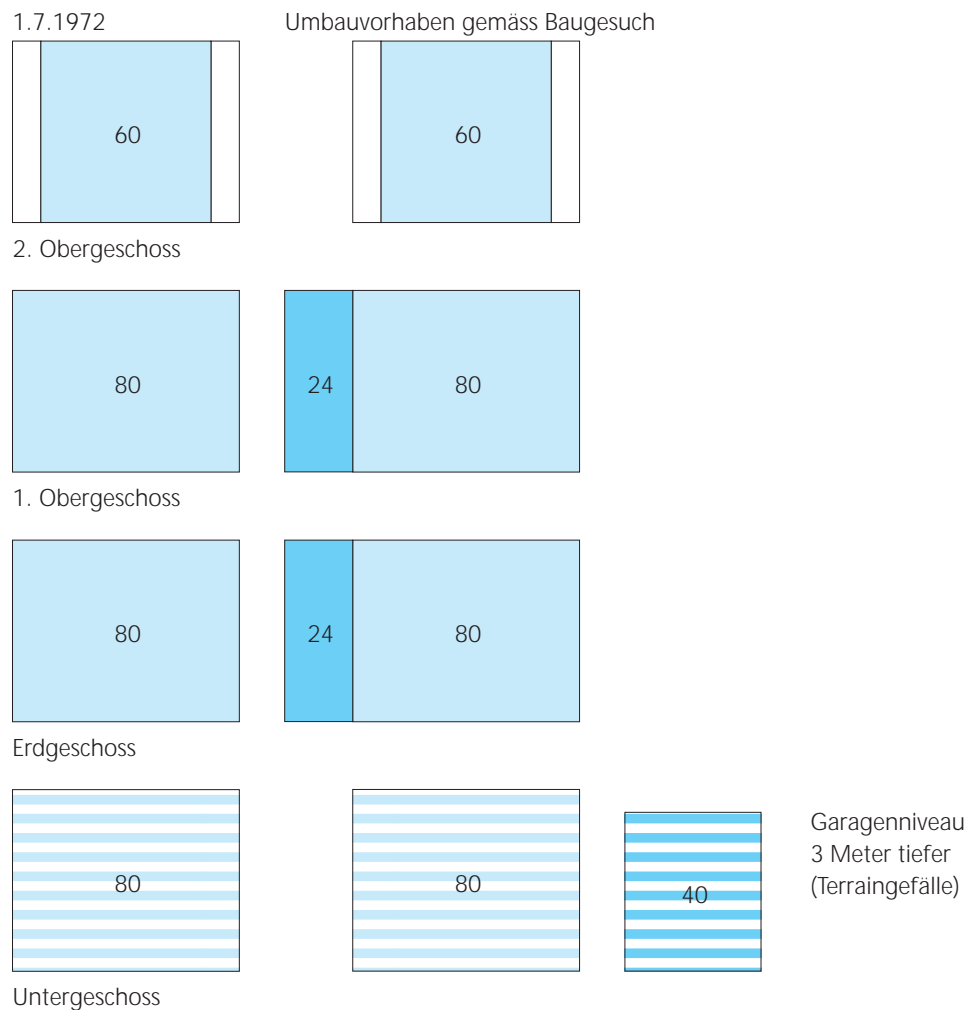 1.7.1972 Umbauvorhaben gemäss Baugesuch
60 60
2. Obergeschoss
80 24 80
1. Obergeschoss
80 24 80
Erdgeschoss
Garagenniveau
3 Meter tiefer
(Terraingefälle)
80 80 40
Untergeschoss